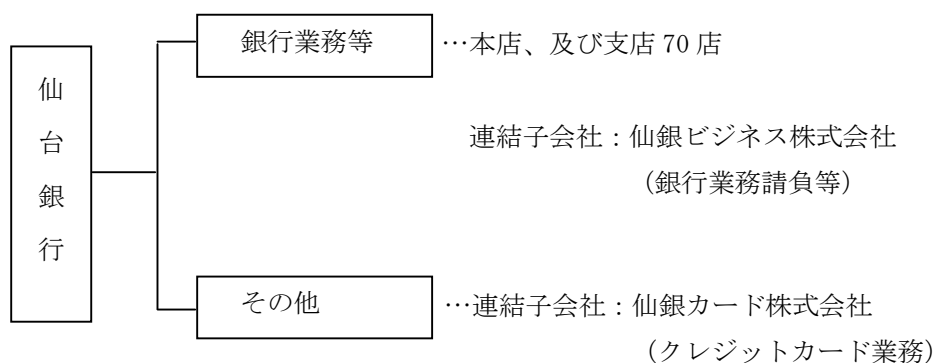 仙台銀行
銀行業務等 …本店、及び支店 70 店
連結子会社：仙銀ビジネス株式会社
（銀行業務請負等）
その他 …連結子会社：仙銀カード株式会社
（クレジットカード業務）